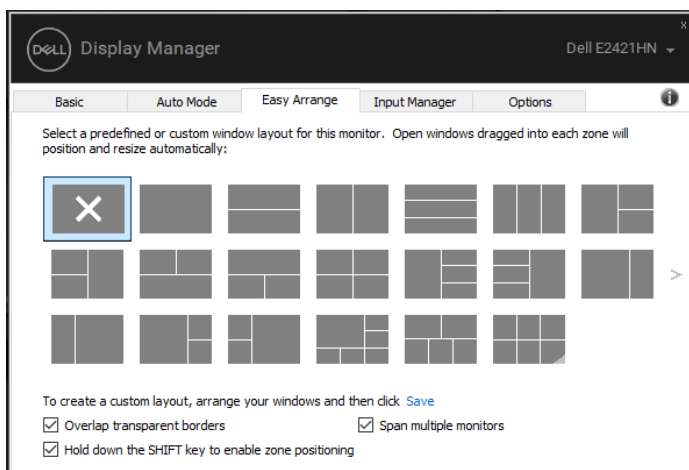 DELL Display Manager
Dell E2421HN
x
Basic
Auto Mode
Easy Arrange
Input Manager
Options
i
Select a predefined or custom window layout for this monitor. Open windows dragged into each zone will
position and resize automatically:
>
To create a custom layout, arrange your windows and then click Save
Overlap transparent borders
Span multiple monitors
Hold down the SHIFT key to enable zone positioning